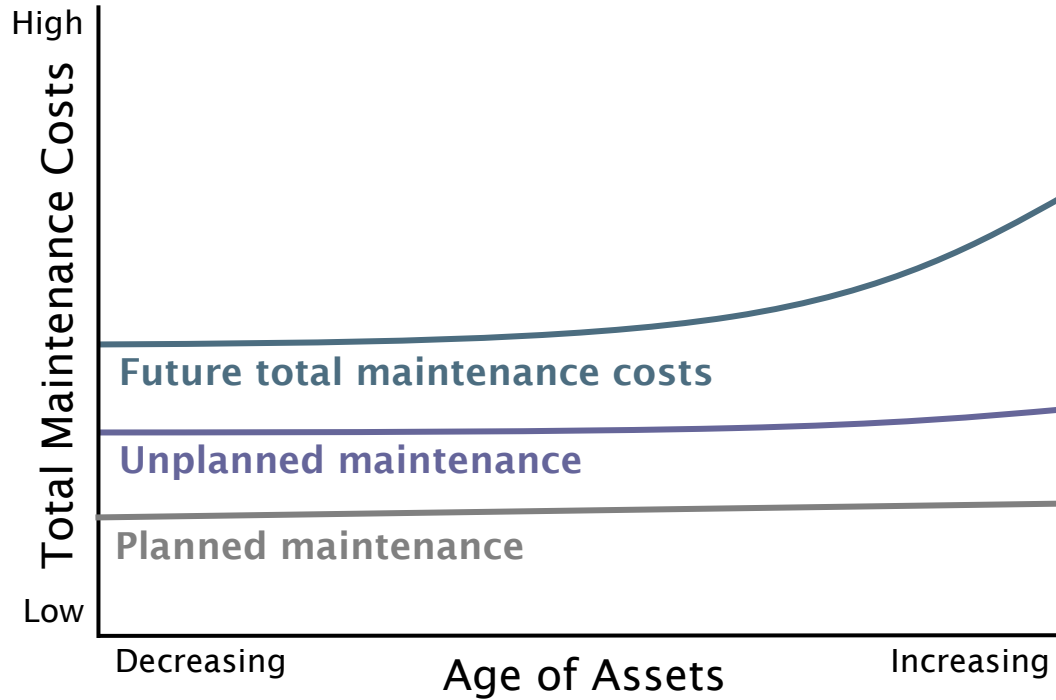 High
Total Maintenance Costs
Future total maintenance costs
Unplanned maintenance
Planned maintenance
Low
Decreasing
Age of Assets
Increasing